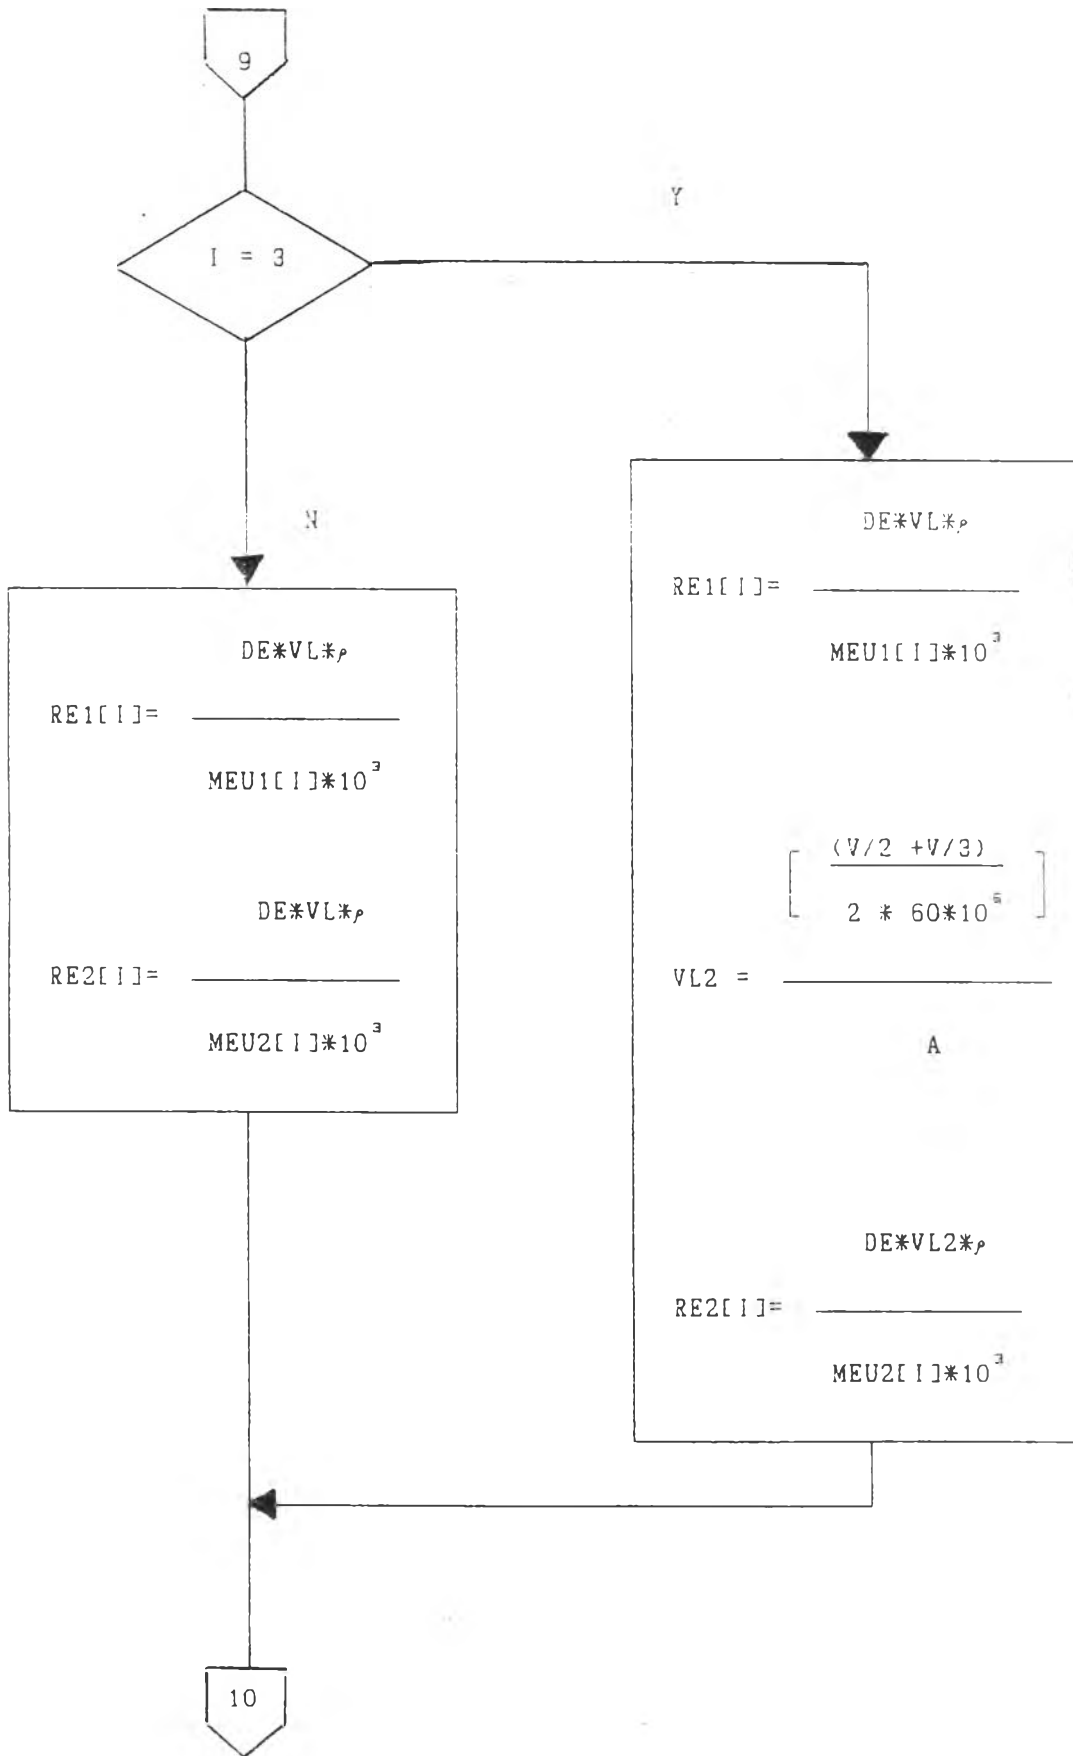 9
Y
I = 3
N
DE*VL*ρ
RE1[I]=
MEU1[I]*10³
DE*VL*ρ
RE2[I]=
MEU2[I]*10³
DE*VL*ρ
RE1[I]=
MEU1[I]*10³
(V/2 +V/3)
2 * 60*10⁶
VL2 =
A
DE*VL2*ρ
RE2[I]=
MEU2[I]*10³
10